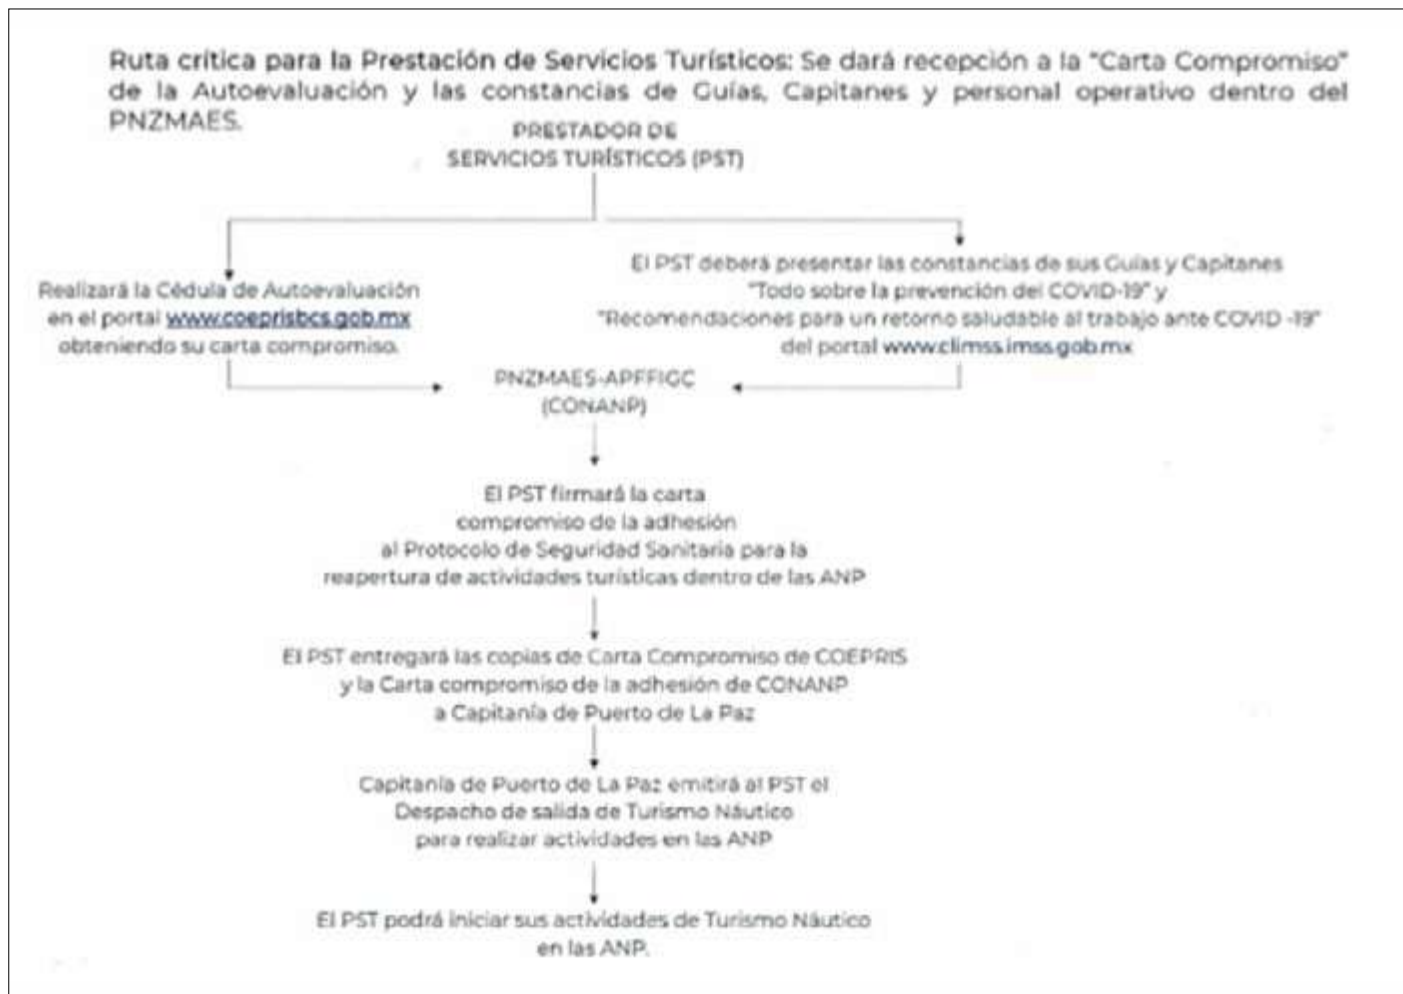 Ruta crítica para la Prestación de Servicios Turísticos: Se dará recepción a la "Carta Compromiso"
de la Autoevaluación y las constancias de Guías, Capitanes y personal operativo dentro del
PNZMAES.
PRESTADOR DE
SERVICIOS TURÍSTICOS (PST)
Realizará la Cédula de Autoevaluación
en el portal www.coeprisbcs.gob.mx
obteniendo su carta compromiso.
El PST deberá presentar las constancias de sus Guías y Capitanes
"Todo sobre la prevención del COVID-19" y
"Recomendaciones para un retorno saludable al trabajo ante COVID -19"
del portal www.climss.imss.gob.mx
PNZMAES-APFFIGC
(CONANP)
El PST firmará la carta
compromiso de la adhesión
al Protocolo de Seguridad Sanitaria para la
reapertura de actividades turísticas dentro de las ANP
El PST entregará las copias de Carta Compromiso de COEPRIS
y la Carta compromiso de la adhesión de CONANP
a Capitanía de Puerto de La Paz
Capitanía de Puerto de La Paz emitirá al PST el
Despacho de salida de Turismo Náutico
para realizar actividades en las ANP
El PST podrá iniciar sus actividades de Turismo Náutico
en las ANP.